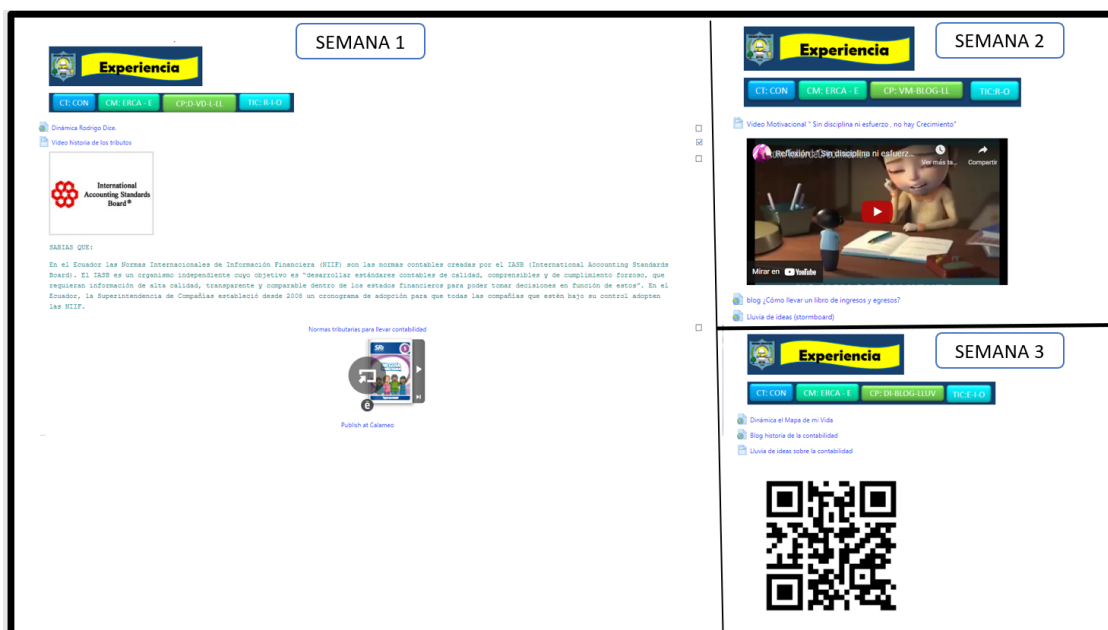 SEMANA 1
Experiencia
CT: CON
CM: ERCA - E
CP:D-VD-L-LL
TIC: R-I-O
Dinámica Rodrigo Dice.
Video historia de los tributos
International
Accounting Standards
Board®
SABIAS QUE:
En el Ecuador las Normas Internacionales de Información Financiera (NIIF) son las normas contables creadas por el IASB (International Accounting Standards
Board). El IASB es un organismo independiente cuyo objetivo es "desarrollar estándares contables de calidad, comprensibles y de cumplimiento forzoso, que
requieran información de alta calidad, transparente y comparable dentro de los estados financieros para poder tomar decisiones en función de estos". En el
Ecuador, la Superintendencia de Compañías estableció desde 2006 un cronograma de adopción para que todas las compañías que estén bajo su control adopten
las NIIF.
Normas tributarias para llevar contabilidad
SRi
e
Publish at Calameo
SEMANA 2
Experiencia
CT: CON
CM: ERCA - E
CP: VM-BLOG-LL
TIC:R-O
Video Motivacional " Sin disciplina ni esfuerzo , no hay Crecimiento"
Reflexión : "Sin disciplina ni esfuerz...
Ver más ta...
Compartir
Mirar en YouTube
blog ¿Cómo llevar un libro de ingresos y egresos?
Lluvia de ideas (stormboard)
SEMANA 3
Experiencia
CT: CON
CM: ERCA - E
CP: DI-BLOG-LLUV
TIC:E-I-O
Dinámica el Mapa de mi Vida
Blog historia de la contabilidad
Lluvia de ideas sobre la contabilidad